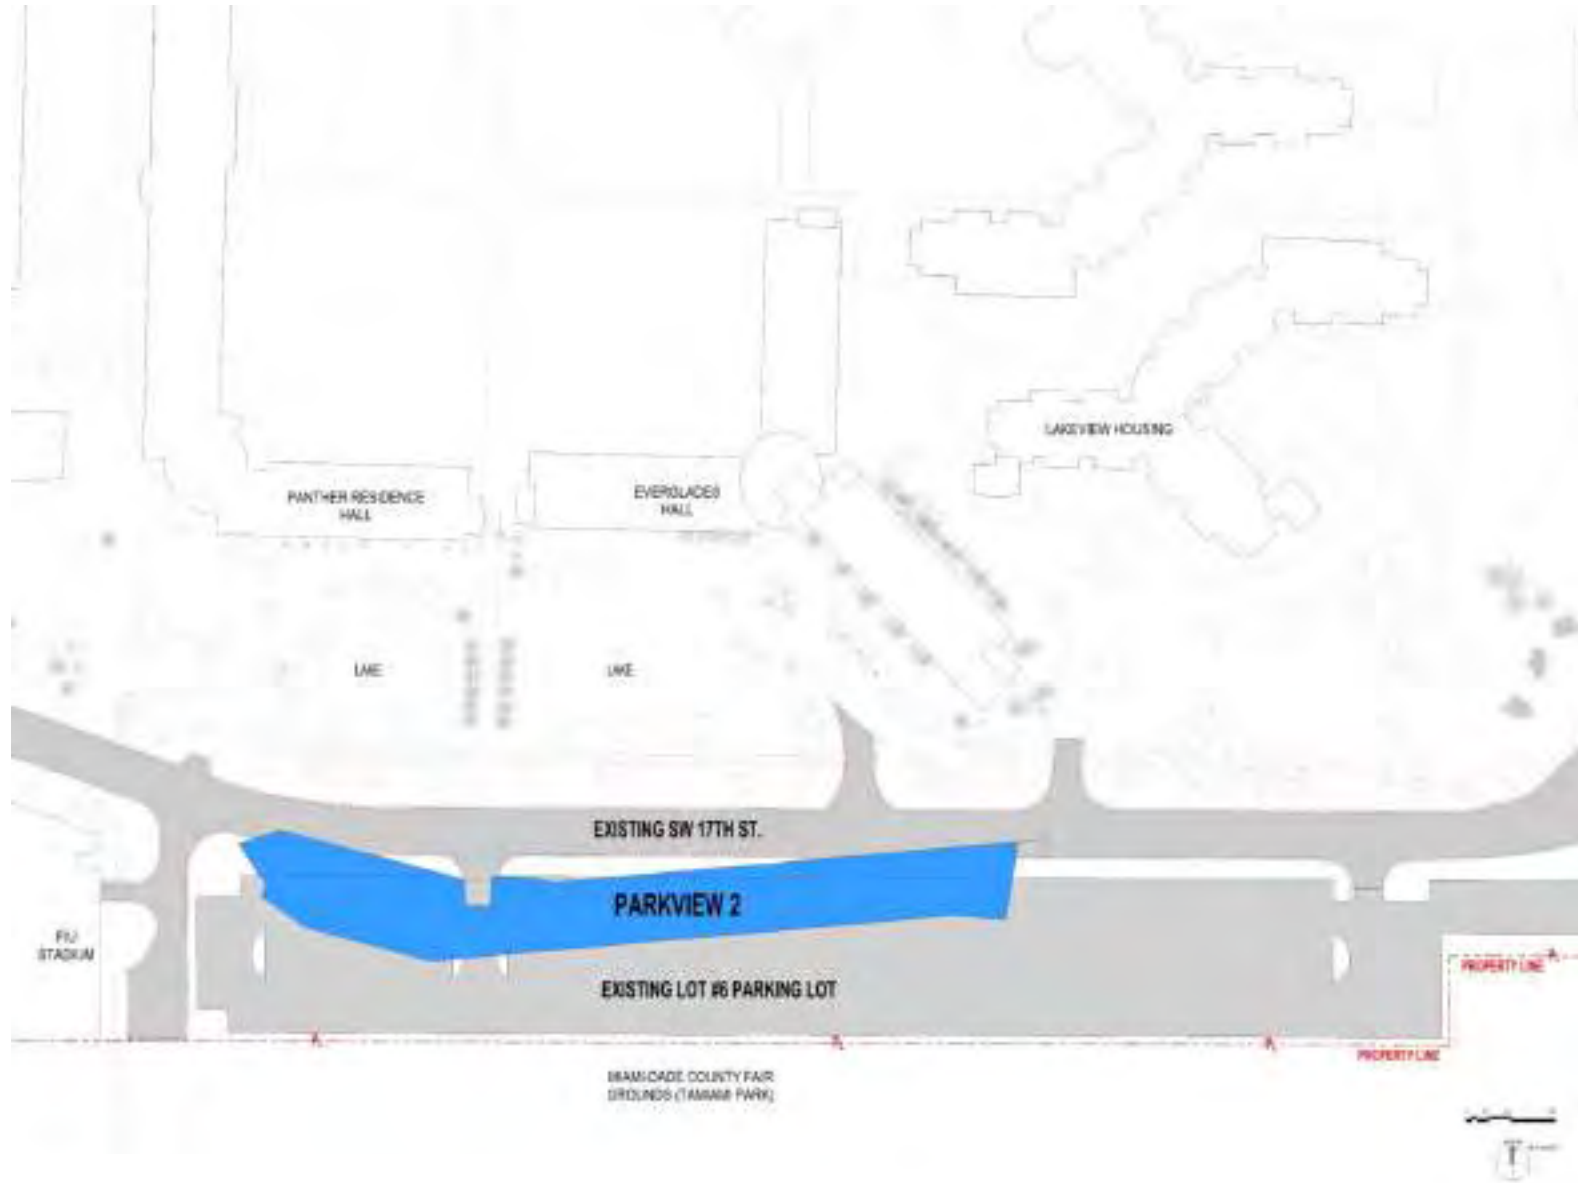 LAKEVIEW HOUSING
PANTHER RESIDENCE
HALL
EVERGLADES
HALL
LAKE
LAKE
EXISTING SW 17TH ST.
PARKVIEW 2
FIU
STADIUM
EXISTING LOT #6 PARKING LOT
PROPERTY LINE
PROPERTY LINE
MIAMI-DADE COUNTY FAIR
GROUNDS (TAMIAMI PARK)